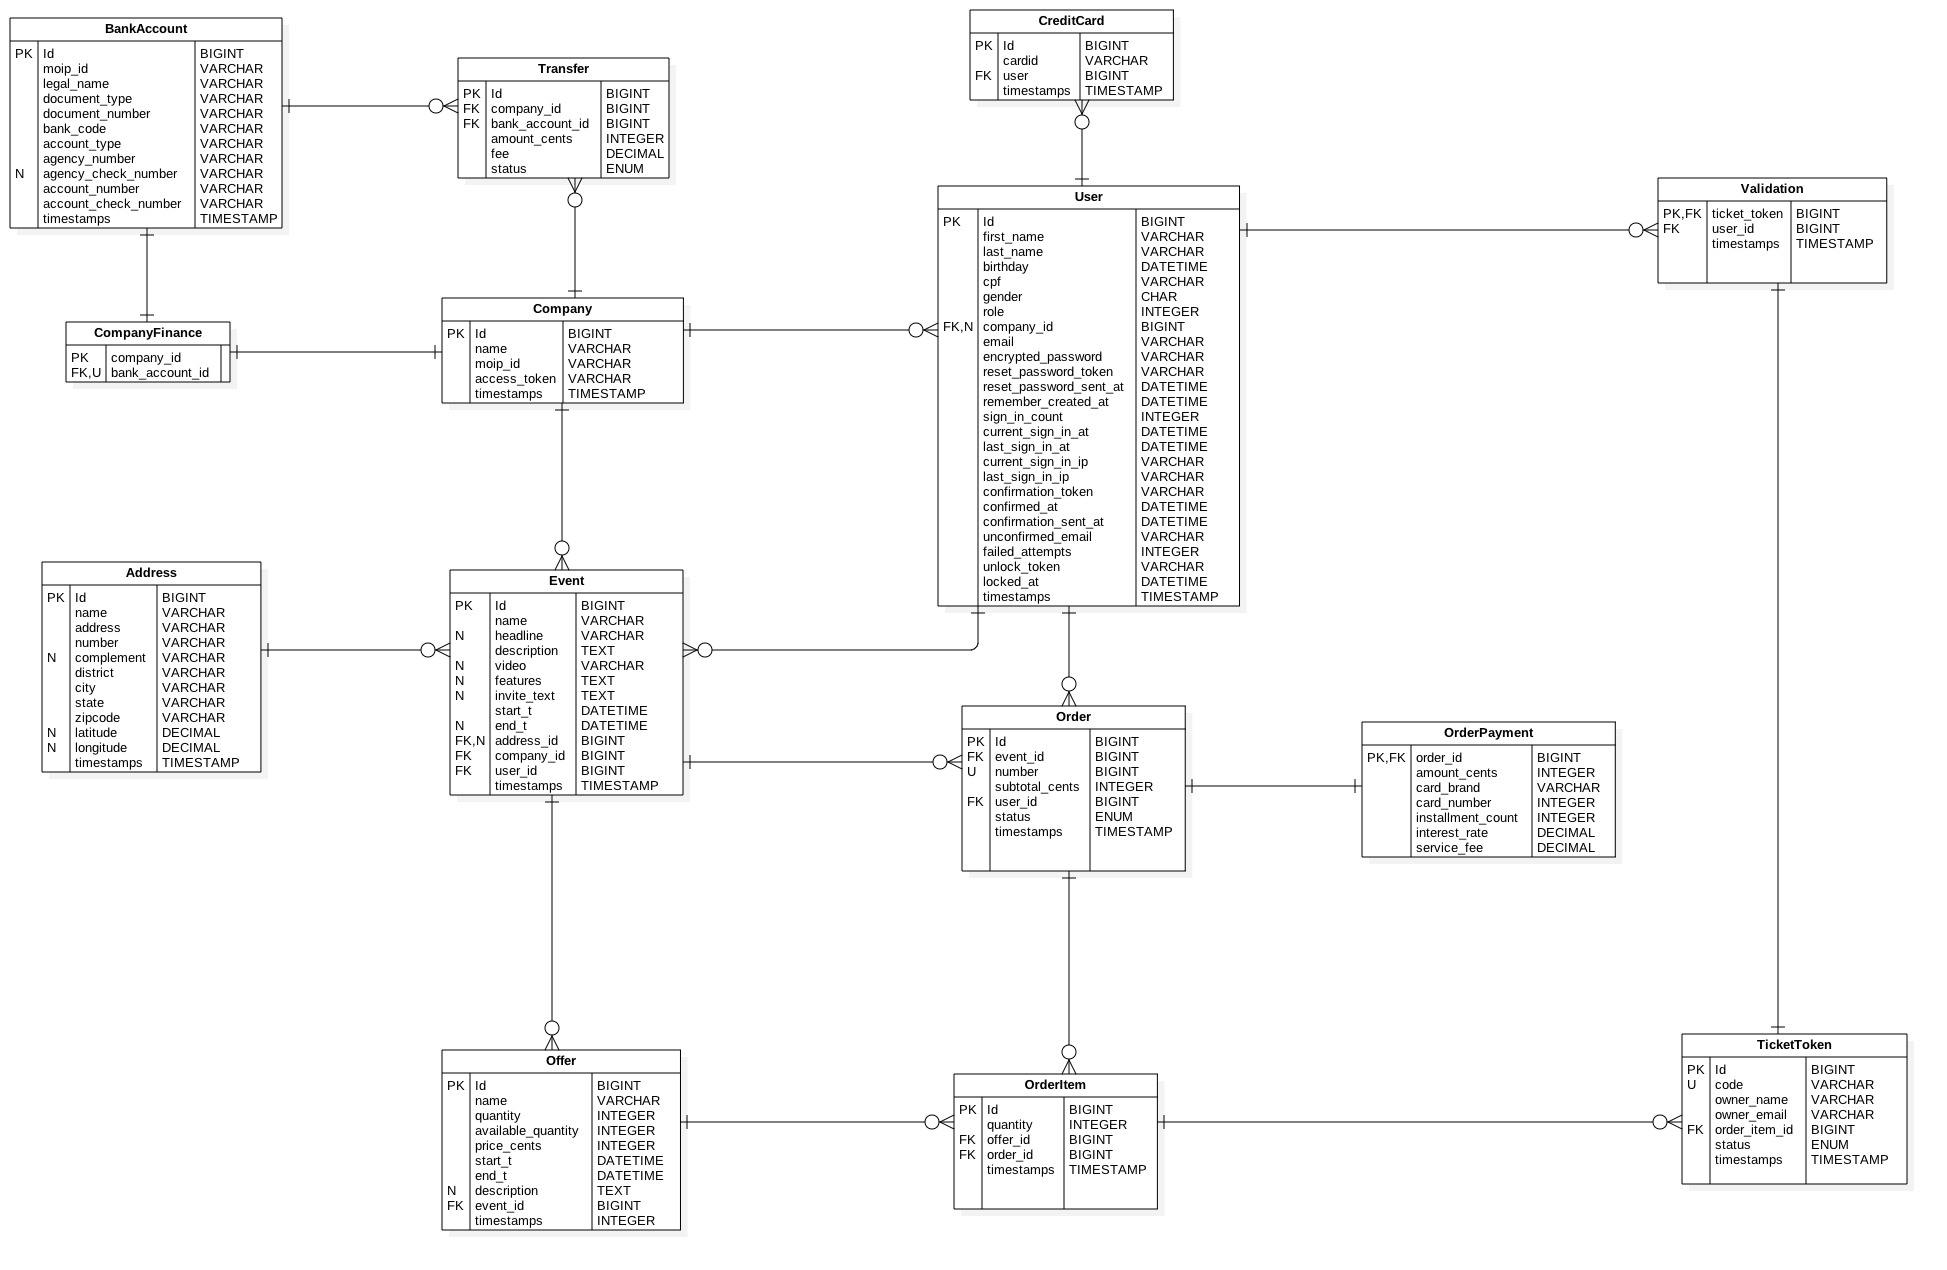 BankAccount
PK Id BIGINT
moip_id VARCHAR
legal_name VARCHAR
document_type VARCHAR
document_number VARCHAR
bank_code VARCHAR
account_type VARCHAR
agency_number VARCHAR
N agency_check_number VARCHAR
account_number VARCHAR
account_check_number VARCHAR
timestamps TIMESTAMP
Transfer
PK Id BIGINT
FK company_id BIGINT
FK bank_account_id BIGINT
amount_cents INTEGER
fee DECIMAL
status ENUM
CreditCard
PK Id BIGINT
cardid VARCHAR
FK user BIGINT
timestamps TIMESTAMP
User
PK Id BIGINT
first_name VARCHAR
last_name VARCHAR
birthday DATETIME
cpf VARCHAR
gender CHAR
role INTEGER
FK,N company_id BIGINT
email VARCHAR
encrypted_password VARCHAR
reset_password_token VARCHAR
reset_password_sent_at DATETIME
remember_created_at DATETIME
sign_in_count INTEGER
current_sign_in_at DATETIME
last_sign_in_at DATETIME
current_sign_in_ip VARCHAR
last_sign_in_ip VARCHAR
confirmation_token VARCHAR
confirmed_at DATETIME
confirmation_sent_at DATETIME
unconfirmed_email VARCHAR
failed_attempts INTEGER
unlock_token VARCHAR
locked_at DATETIME
timestamps TIMESTAMP
Validation
PK,FK ticket_token BIGINT
FK user_id BIGINT
timestamps TIMESTAMP
CompanyFinance
PK company_id
FK,U bank_account_id
Company
PK Id BIGINT
name VARCHAR
moip_id VARCHAR
access_token VARCHAR
timestamps TIMESTAMP
Address
PK Id BIGINT
name VARCHAR
address VARCHAR
number VARCHAR
N complement VARCHAR
district VARCHAR
city VARCHAR
state VARCHAR
zipcode VARCHAR
N latitude DECIMAL
N longitude DECIMAL
timestamps TIMESTAMP
Event
PK Id BIGINT
name VARCHAR
N headline VARCHAR
description TEXT
N video VARCHAR
N features TEXT
N invite_text TEXT
start_t DATETIME
N end_t DATETIME
FK,N address_id BIGINT
FK company_id BIGINT
FK user_id BIGINT
timestamps TIMESTAMP
Order
PK Id BIGINT
FK event_id BIGINT
U number BIGINT
subtotal_cents INTEGER
FK user_id BIGINT
status ENUM
timestamps TIMESTAMP
OrderPayment
PK,FK order_id BIGINT
amount_cents INTEGER
card_brand VARCHAR
card_number INTEGER
installment_count INTEGER
interest_rate DECIMAL
service_fee DECIMAL
Offer
PK Id BIGINT
name VARCHAR
quantity INTEGER
available_quantity INTEGER
price_cents INTEGER
start_t DATETIME
end_t DATETIME
N description TEXT
FK event_id BIGINT
timestamps INTEGER
OrderItem
PK Id BIGINT
quantity INTEGER
FK offer_id BIGINT
FK order_id BIGINT
timestamps TIMESTAMP
TicketToken
PK Id BIGINT
U code VARCHAR
owner_name VARCHAR
owner_email VARCHAR
FK order_item_id BIGINT
status ENUM
timestamps TIMESTAMP